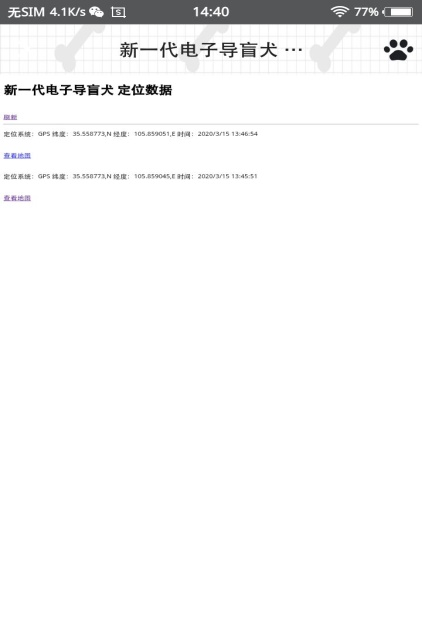 无SIM 4.1K/s 14:40 77%
新一代电子导盲犬 ···
新一代电子导盲犬 定位数据
刷新
定位系统：GPS 纬度：35.558773,N 经度：105.859051,E 时间：2020/3/15 13:46:54
查看地图
定位系统：GPS 纬度：35.558773,N 经度：105.859045,E 时间：2020/3/15 13:45:51
查看地图